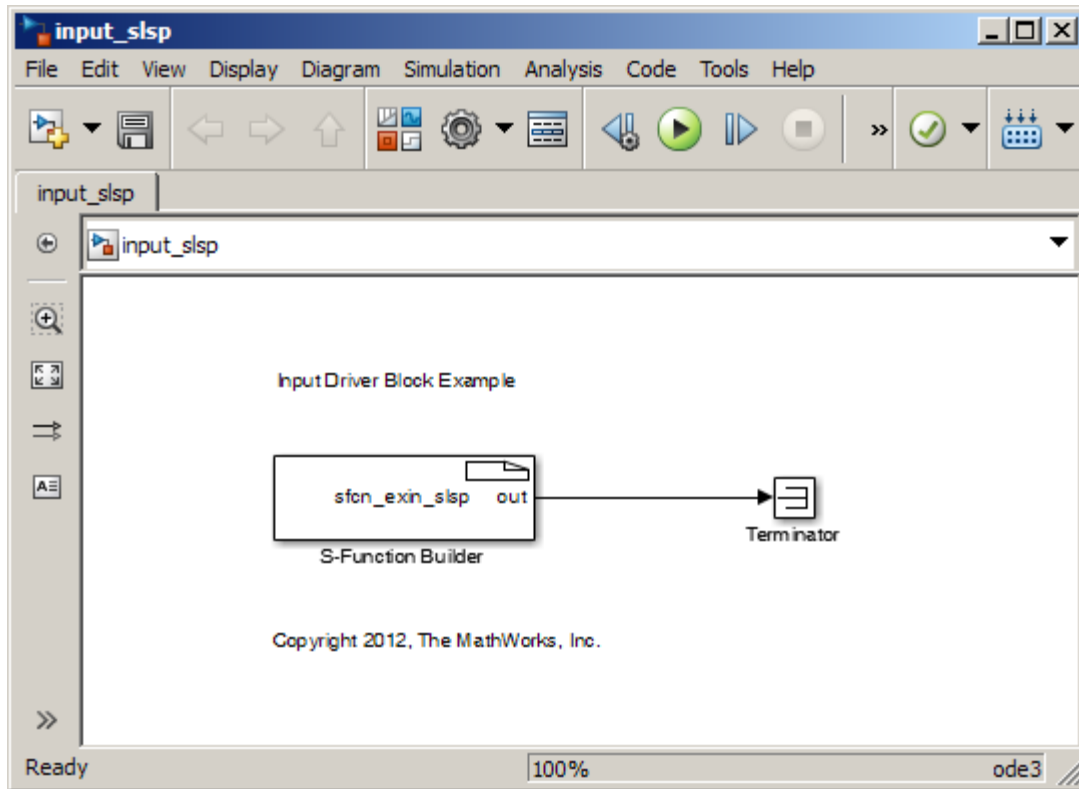 input_slsp
File Edit View Display Diagram Simulation Analysis Code Tools Help
input_slsp
input_slsp
Input Driver Block Example
sfcn_exin_slsp out
S-Function Builder
Terminator
Copyright 2012, The MathWorks, Inc.
Ready 100% ode3